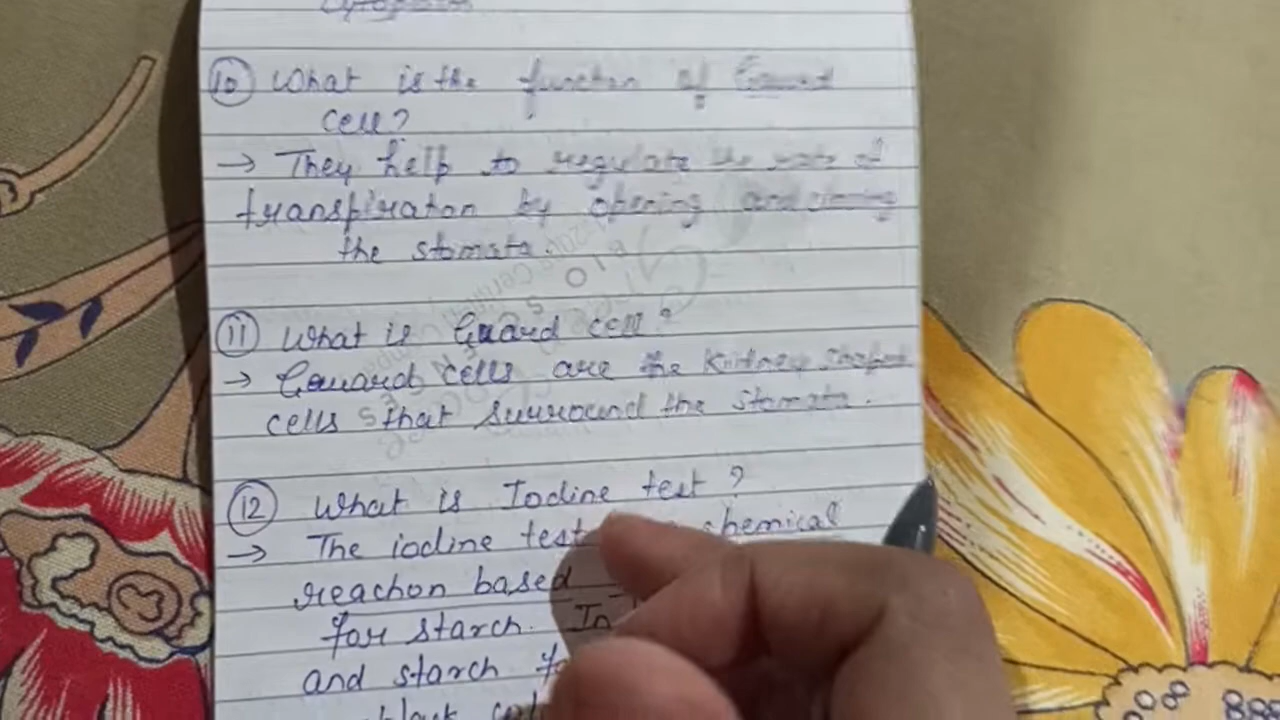 10 What is the function of Guard
cell?
→ They help to regulate the rate of
transpiration by opening and closing
the stomata.
11 What is Guard cell?
→ Gauard cells are the Kidney shaped
cells that surround the stomata.
12 What is Iodine test?
→ The iodine test chemical
reaction based
for starch.
and starch